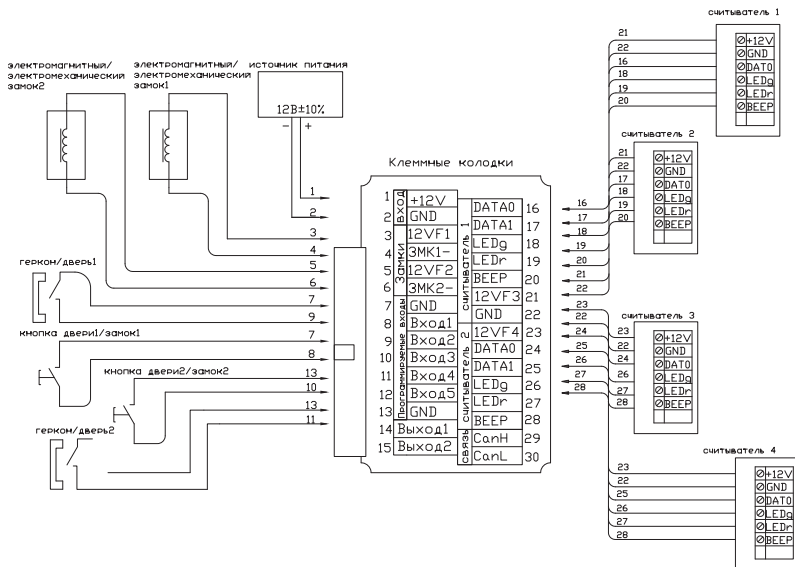 считыватель 1
21
22
16
18
19
20
+12V
GND
DAT0
LEDg
LEDr
BEEP
электромагнитный/
электромеханический
замок2
электромагнитный/
электромеханический
замок1
источник питания
12В±10%
− +
считыватель 2
21
22
17
18
19
20
+12V
GND
DAT0
LEDg
LEDr
BEEP
Клеммные колодки
1
2
3
4
5
6
7
9
7
8
13
10
13
11
геркон/дверь1
кнопка двери1/замок1
кнопка двери2/замок2
геркон/дверь2
ВХОД
Замки
Программируемые входы
1 +12V
2 GND
3 12VF1
4 ЗМК1-
5 12VF2
6 ЗМК2-
7 GND
8 Вход1
9 Вход2
10 Вход3
11 Вход4
12 Вход5
13 GND
14 Выход1
15 Выход2
считыватель 1
считыватель 2
связь
DATA0 16
DATA1 17
LEDg 18
LEDr 19
BEEP 20
12VF3 21
GND 22
12VF4 23
DATA0 24
DATA1 25
LEDg 26
LEDr 27
BEEP 28
CanH 29
CanL 30
16
17
18
19
20
21
22
23
22
24
25
26
27
28
считыватель 3
23
22
24
26
27
28
+12V
GND
DAT0
LEDg
LEDr
BEEP
считыватель 4
23
22
25
26
27
28
+12V
GND
DAT0
LEDg
LEDr
BEEP